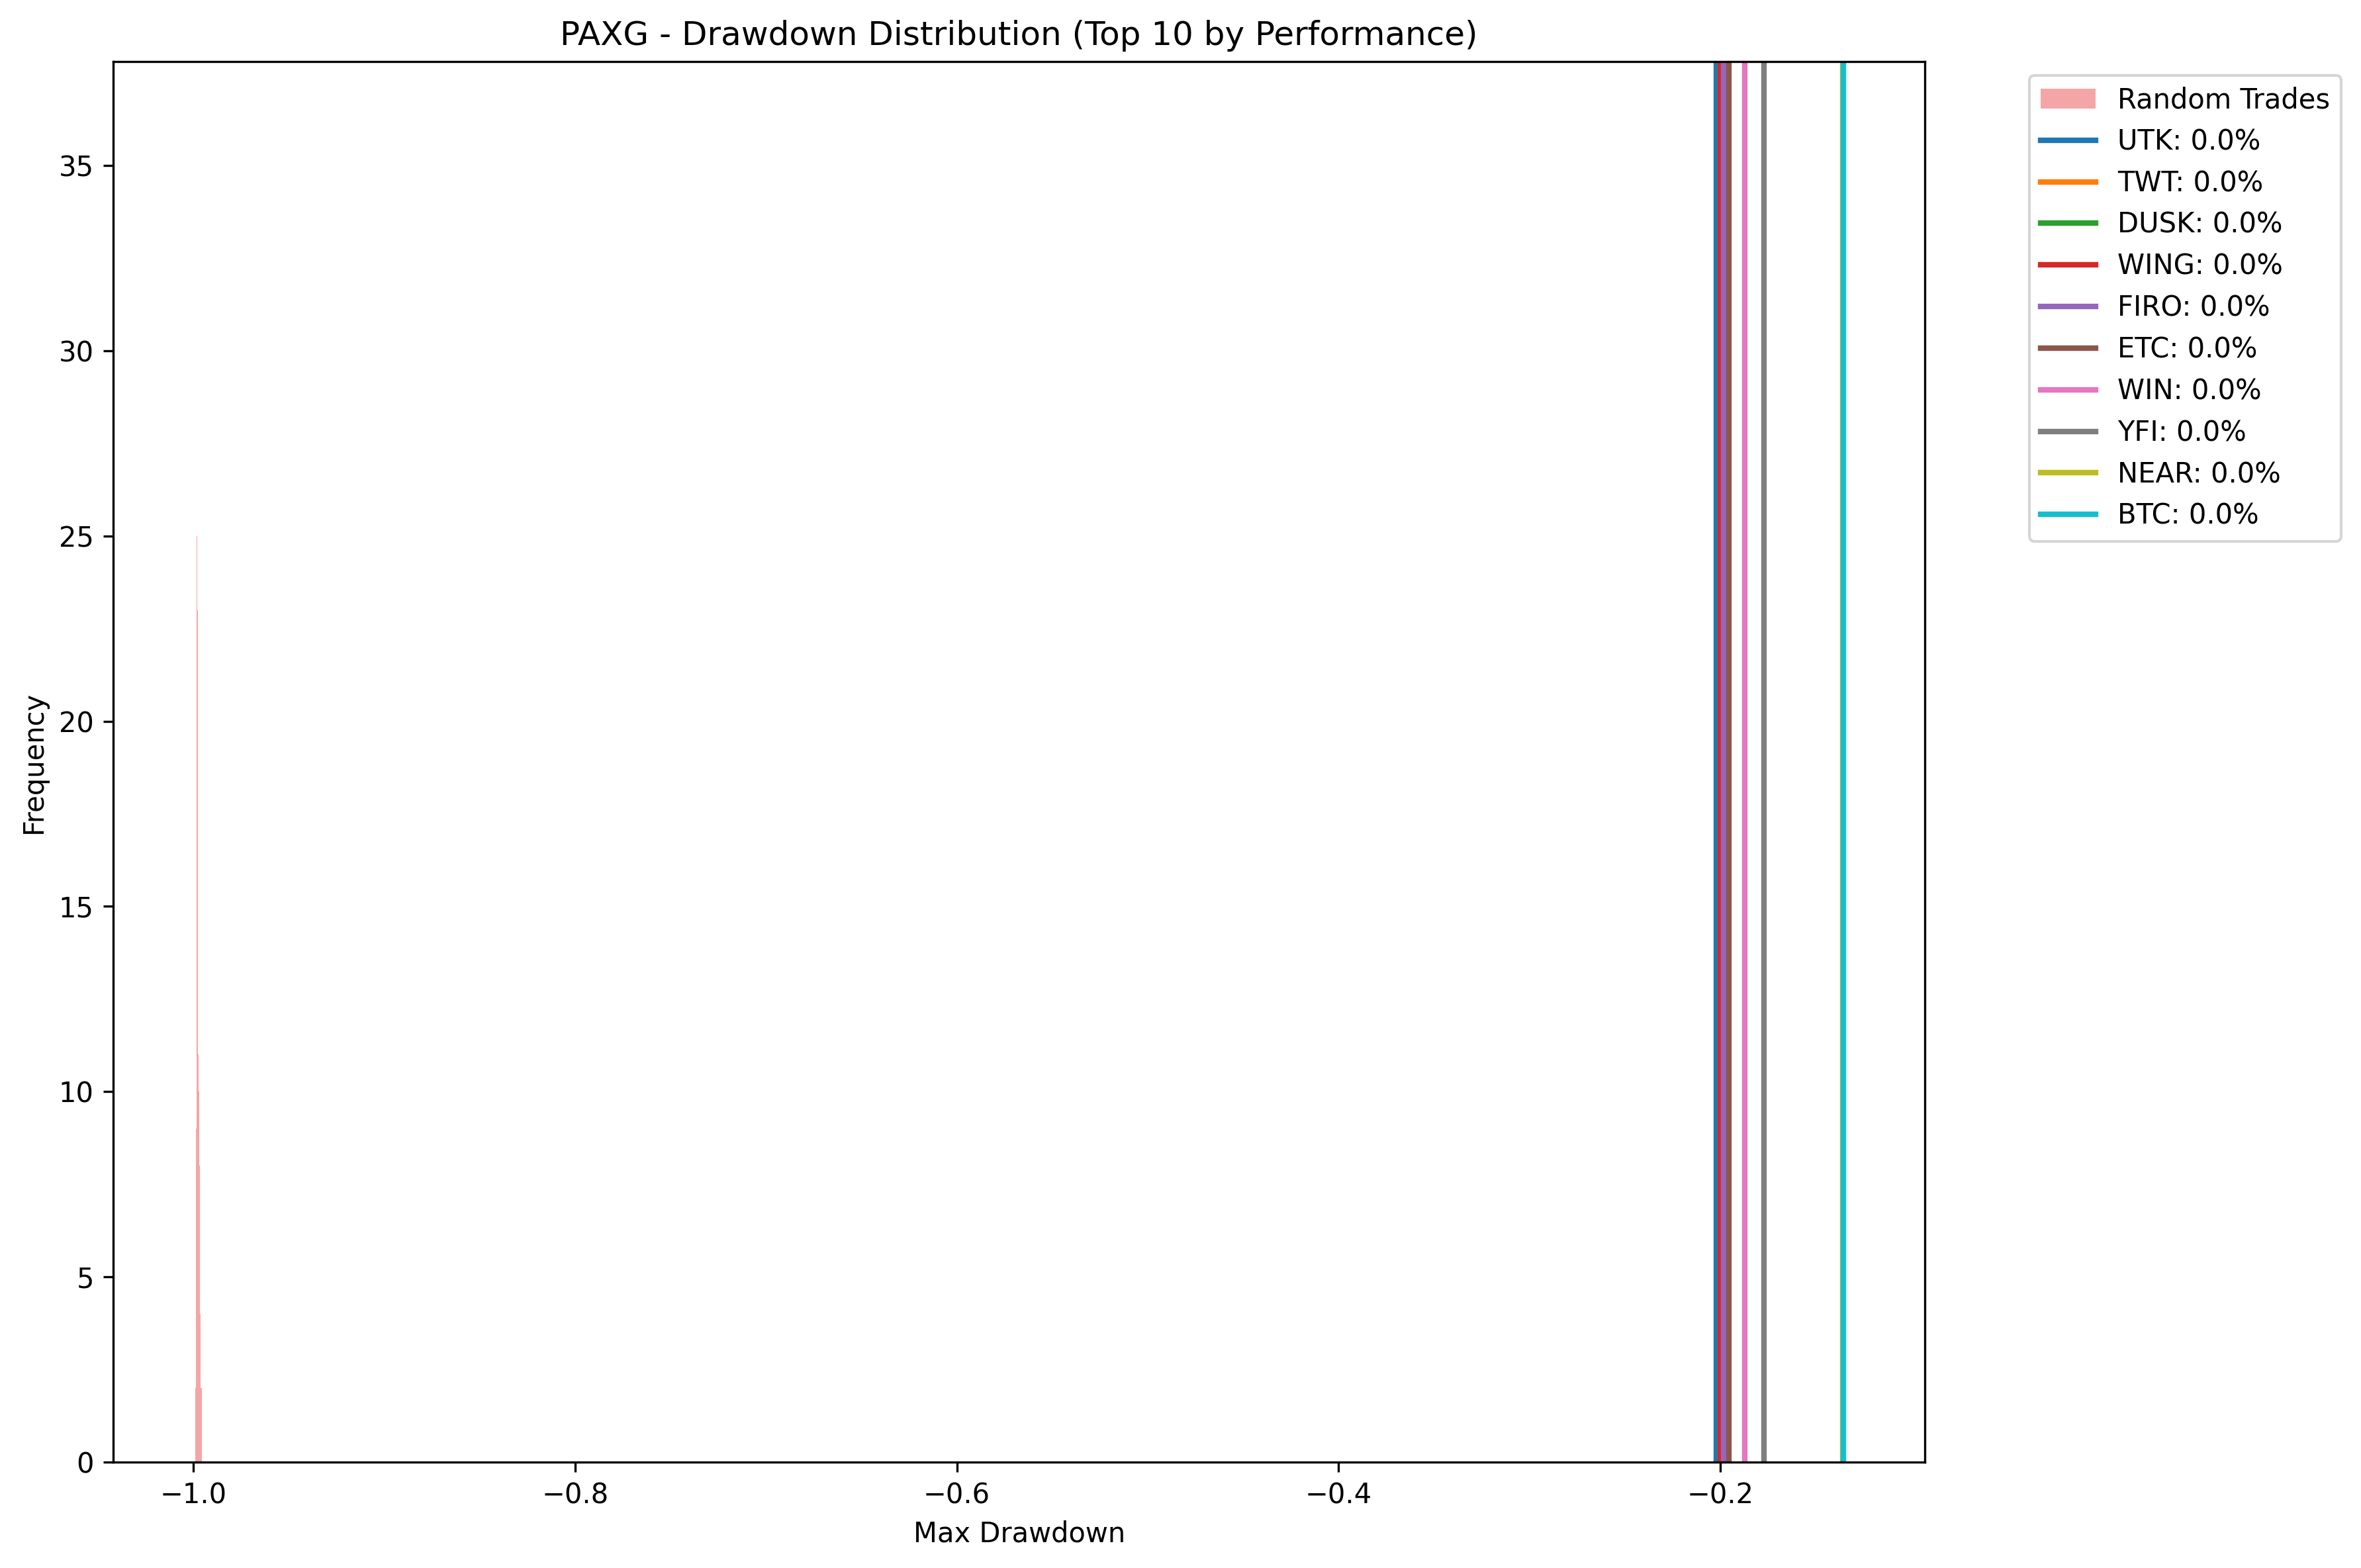 PAXG - Drawdown Distribution (Top 10 by Performance)
Frequency
35
30
25
20
15
10
5
0
−1.0
−0.8
−0.6
−0.4
−0.2
Max Drawdown
Random Trades
UTK: 0.0%
TWT: 0.0%
DUSK: 0.0%
WING: 0.0%
FIRO: 0.0%
ETC: 0.0%
WIN: 0.0%
YFI: 0.0%
NEAR: 0.0%
BTC: 0.0%